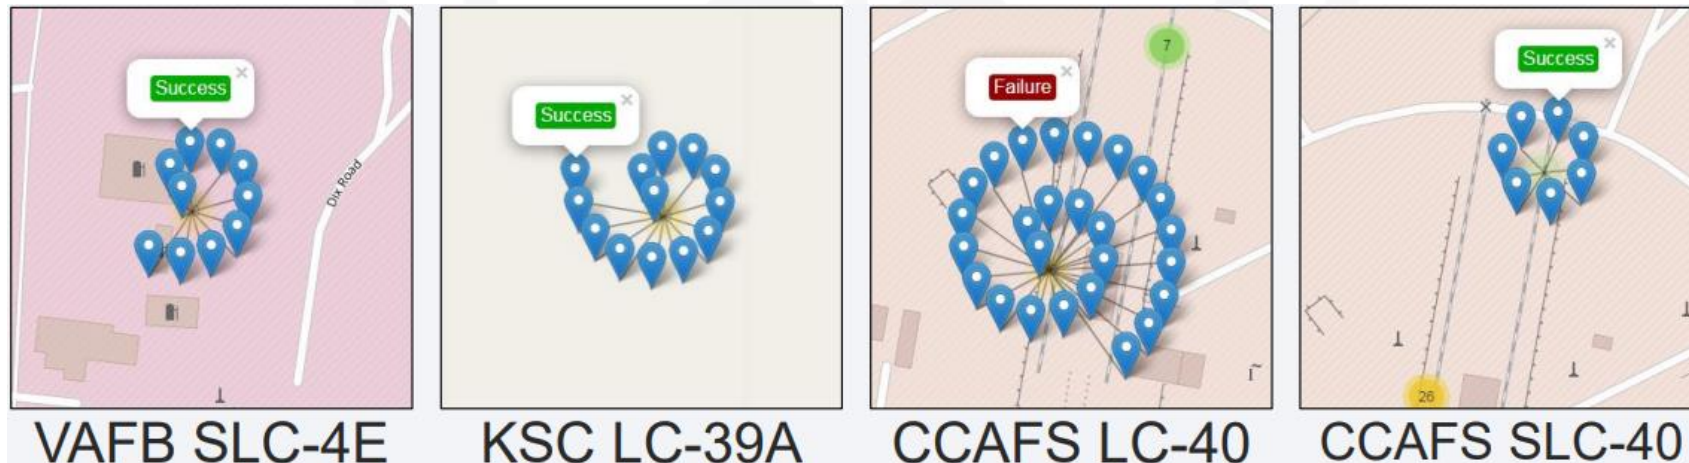 Success
×
Dix Road
VAFB SLC-4E
Success
×
KSC LC-39A
Failure
×
7
CCAFS LC-40
Success
×
26
CCAFS SLC-40